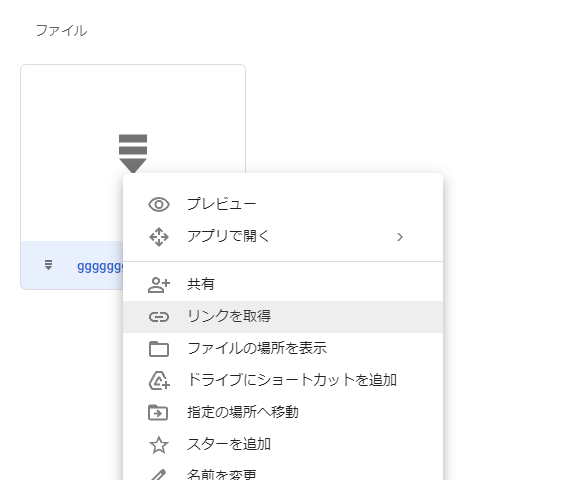 ファイル
プレビュー
アプリで開く
ggggggg
共有
リンクを取得
ファイルの場所を表示
ドライブにショートカットを追加
指定の場所へ移動
スターを追加
名前を変更